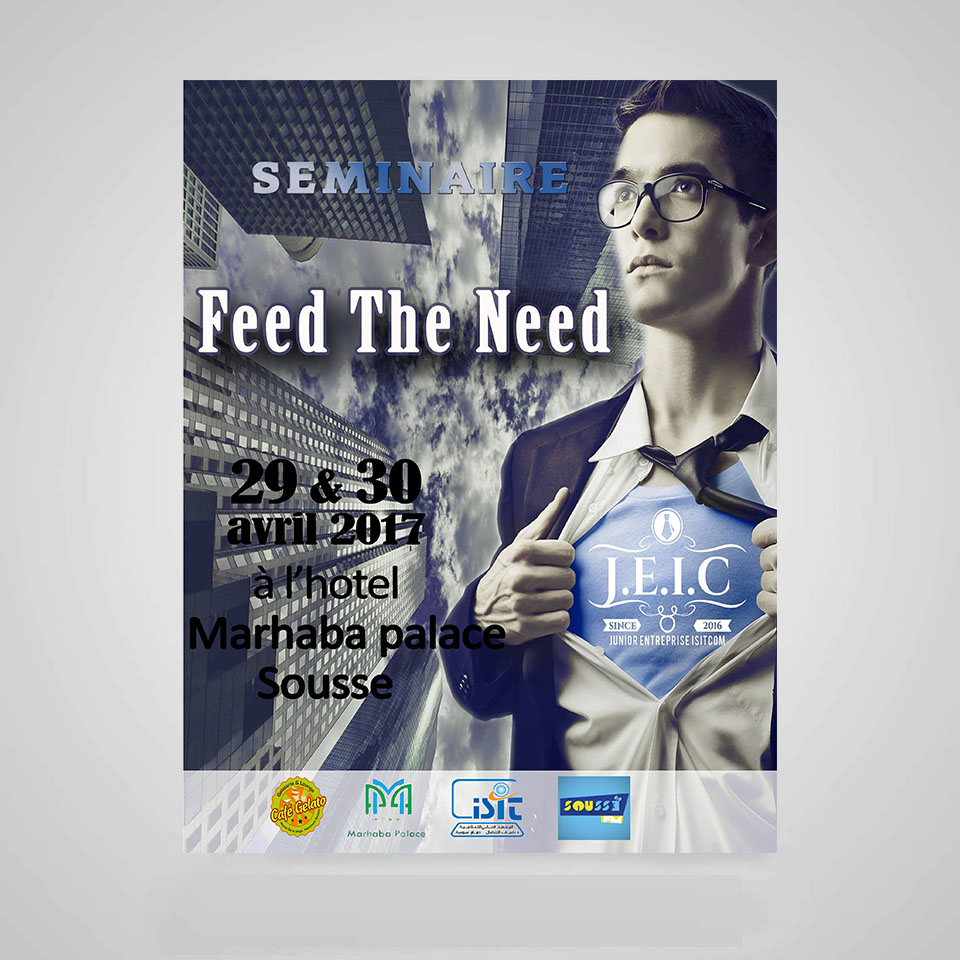 SEMINAIRE
Feed The Need
29 & 30
avril 2017
à l'hotel
Marhaba palace
Sousse
J.E.I.C
SINCE 2016
JUNIOR ENTREPRISE ISITCOM
Café Gelato
Marhaba Palace
isit
SOUSSE